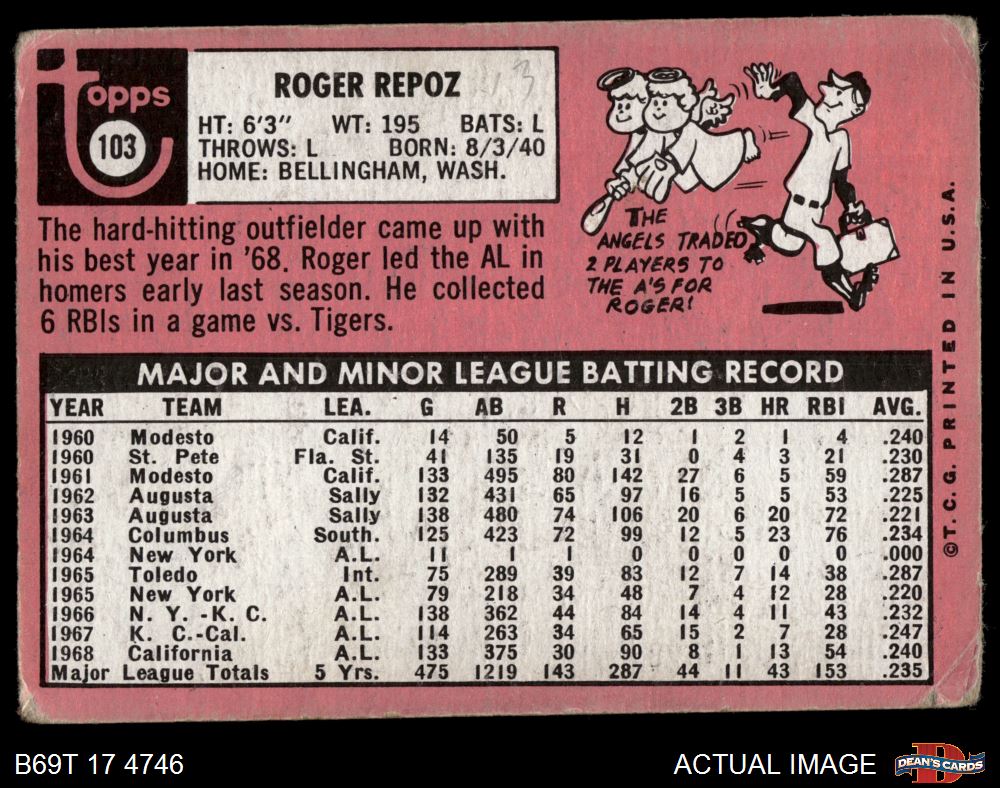 topps
103
ROGER REPOZ
13
HT: 6'3" WT: 195 BATS: L
THROWS: L BORN: 8/3/40
HOME: BELLINGHAM, WASH.
The hard-hitting outfielder came up with
his best year in '68. Roger led the AL in
homers early last season. He collected
6 RBIs in a game vs. Tigers.
THE
ANGELS TRADED
2 PLAYERS TO
THE A'S FOR
ROGER!
MAJOR AND MINOR LEAGUE BATTING RECORD
YEAR TEAM LEA. G AB R H 2B 3B HR RBI AVG.
1960 Modesto Calif. 14 50 5 12 1 2 1 4 .240
1960 St. Pete Fla. St. 41 135 19 31 0 4 3 21 .230
1961 Modesto Calif. 133 495 80 142 27 6 5 59 .287
1962 Augusta Sally 132 431 65 97 16 5 5 53 .225
1963 Augusta Sally 138 480 74 106 20 6 20 72 .221
1964 Columbus South. 125 423 72 99 12 5 23 76 .234
1964 New York A.L. 11 1 1 0 0 0 0 0 .000
1965 Toledo Int. 75 289 39 83 12 7 14 38 .287
1965 New York A.L. 79 218 34 48 7 4 12 28 .220
1966 N. Y. -K. C. A.L. 138 362 44 84 14 4 11 43 .232
1967 K. C.-Cal. A.L. 114 263 34 65 15 2 7 28 .247
1968 California A.L. 133 375 30 90 8 1 13 54 .240
Major League Totals 5 Yrs. 475 1219 143 287 44 11 43 153 .235
©T. C. G. PRINTED IN U.S.A.
B69T 17 4746
ACTUAL IMAGE
DEAN'S CARDS